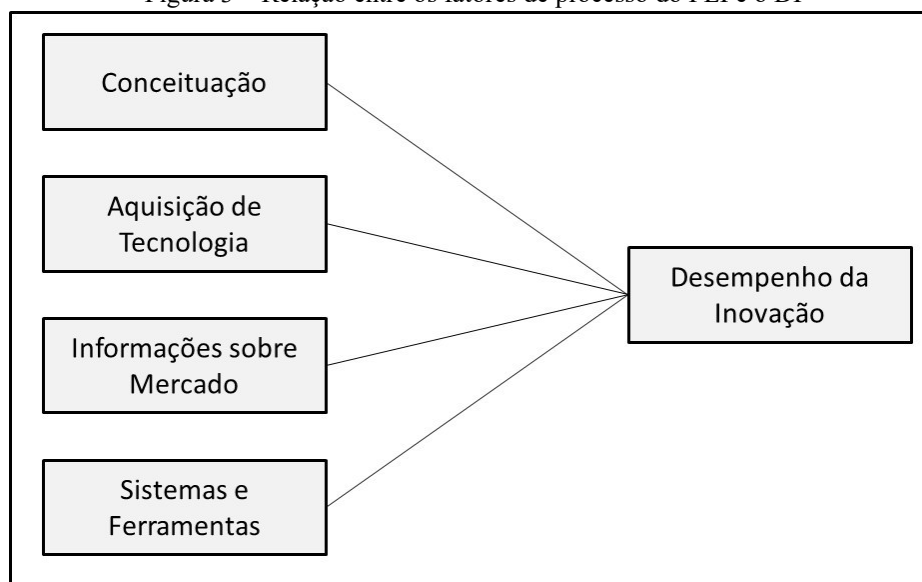 Conceituação
Aquisição de
Tecnologia
Informações sobre
Mercado
Sistemas e
Ferramentas
Desempenho da
Inovação